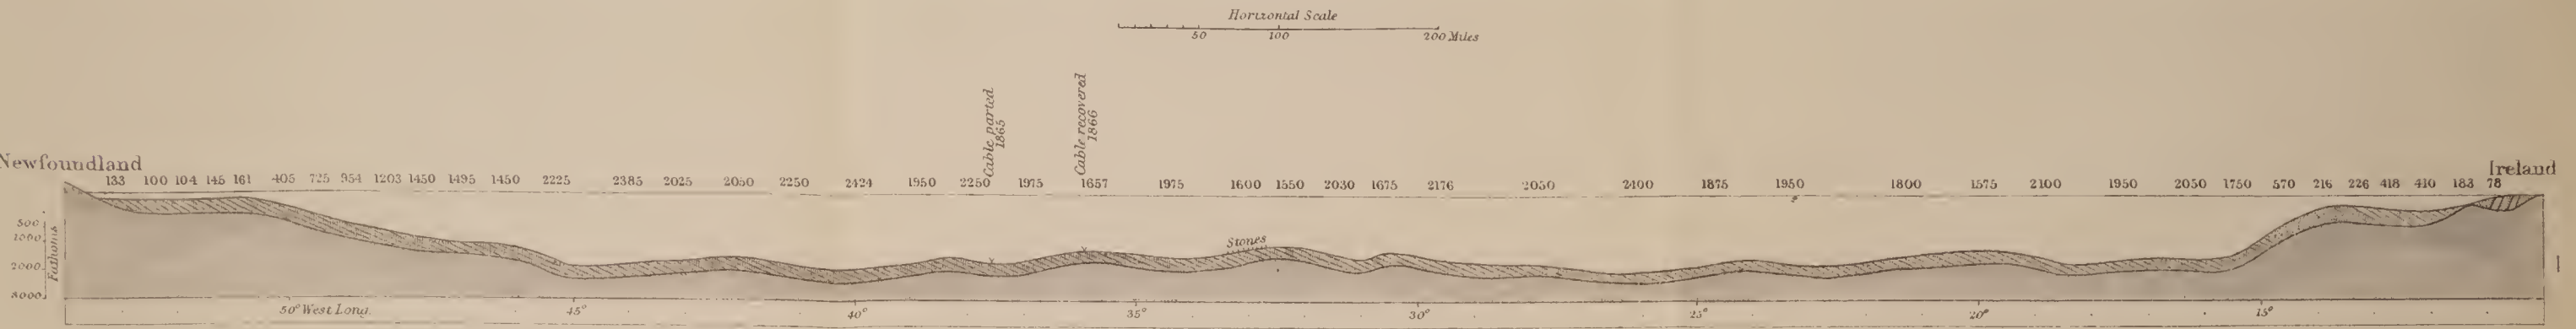 Horizontal Scale
50 100 200 Miles
Cable parted
1865
Cable recovered
1866
Newfoundland
Ireland
133 100 104 145 161 405 725 954 1203 1450 1495 1450 2225 2385 2025 2050 2250 2424 1950 2250 1975 1657 1975 1600 1550 2030 1675 2176 2050 2400 1875 1950 1800 1575 2100 1950 2050 1750 570 216 226 418 410 183 78
Stones
500
1000
2000
3000
Fathoms
50° West Long. 45° 40° 35° 30° 25° 20° 15°